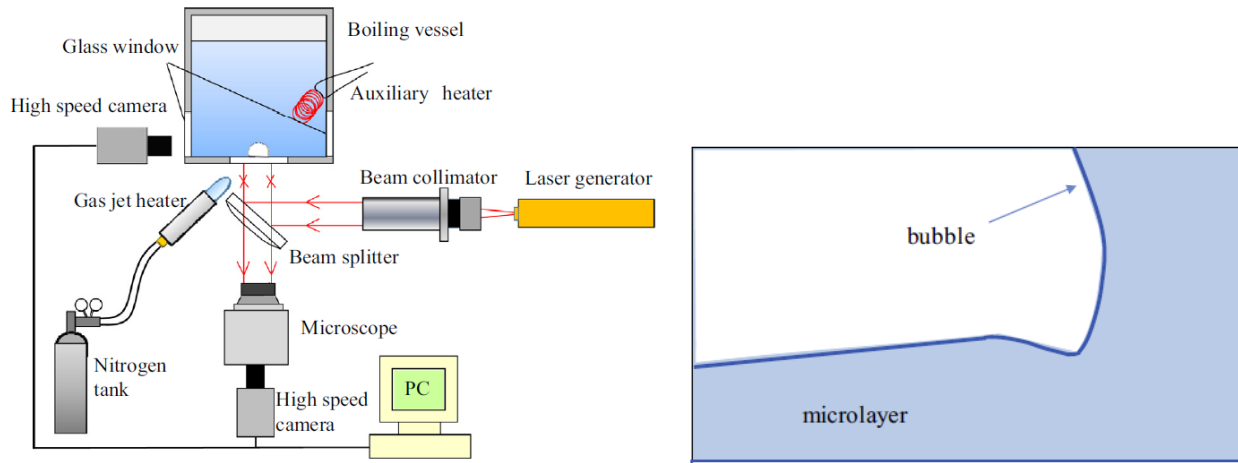 Boiling vessel
Glass window
Auxiliary heater
High speed camera
Beam collimator
Laser generator
Gas jet heater
Beam splitter
Microscope
Nitrogen
tank
High speed
camera
PC
bubble
microlayer